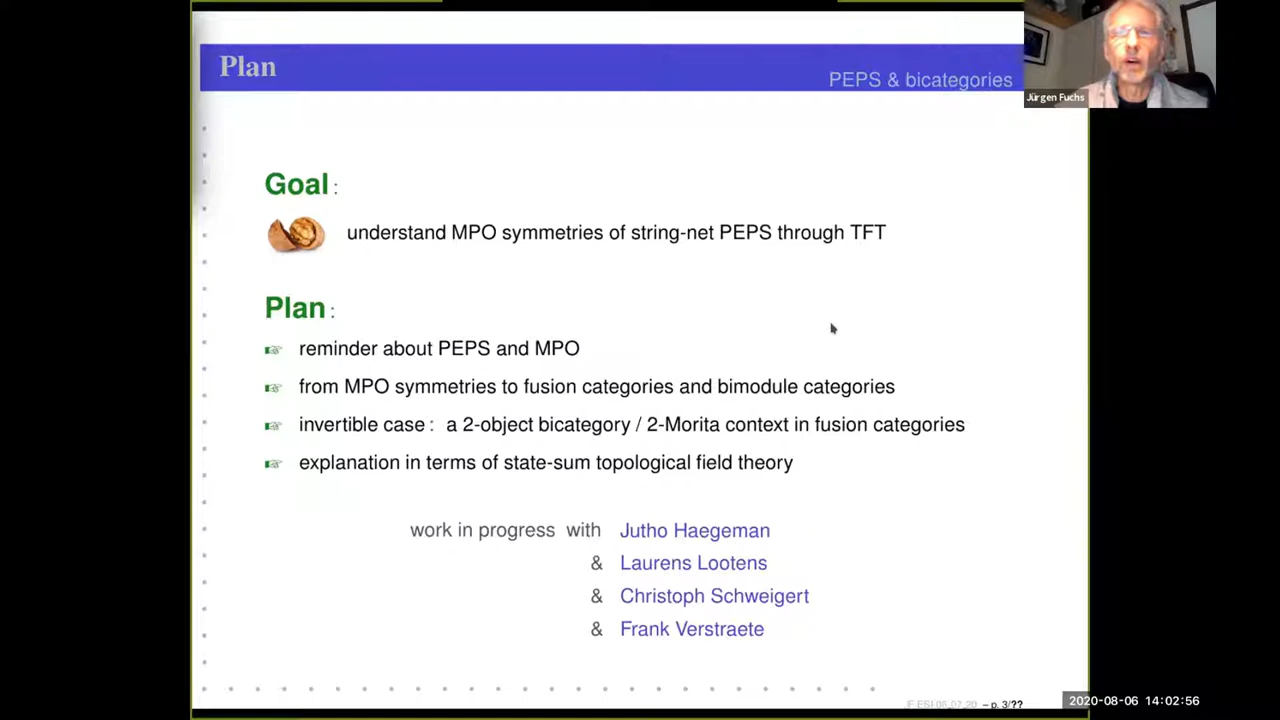 Plan
PEPS & bicategories
Jürgen Fuchs
Goal :
understand MPO symmetries of string-net PEPS through TFT
Plan :
reminder about PEPS and MPO
from MPO symmetries to fusion categories and bimodule categories
invertible case : a 2-object bicategory / 2-Morita context in fusion categories
explanation in terms of state-sum topological field theory
work in progress with Jutho Haegeman
& Laurens Lootens
& Christoph Schweigert
& Frank Verstraete
– p. 3/??
2020-08-06 14:02:56